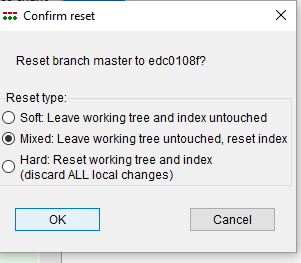 Confirm reset
Reset branch master to edc0108f?
Reset type:
Soft: Leave working tree and index untouched
Mixed: Leave working tree untouched, reset index
Hard: Reset working tree and index
(discard ALL local changes)
OK
Cancel